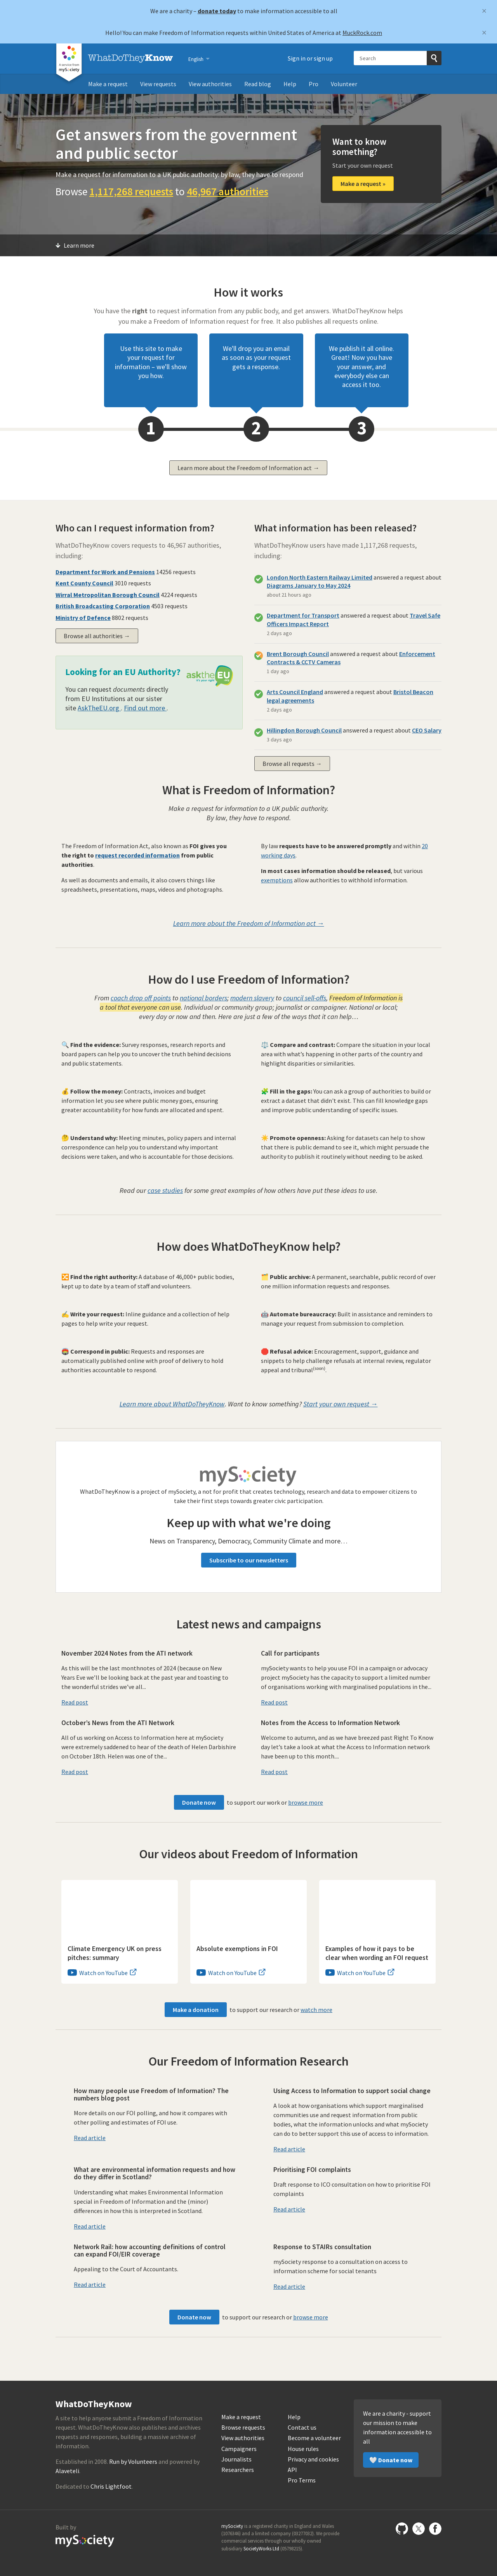 We are a charity – donate today to make information accessible to all
×
Hello! You can make Freedom of Information requests within United States of America at MuckRock.com
×
a project from mySociety
WhatDoTheyKnow
English
Sign in or sign up
Search
Make a request
View requests
View authorities
Read blog
Help
Pro
Volunteer
Get answers from the government
and public sector
Make a request for information to a UK public authority: by law, they have to respond
Browse 1,117,268 requests to 46,967 authorities
Want to know
something?
Start your own request
Make a request »
Learn more
How it works
You have the right to request information from any public body, and get answers. WhatDoTheyKnow helps
you make a Freedom of Information request for free. It also publishes all requests online.
Use this site to make
your request for
information – we'll show
you how.
We'll drop you an email
as soon as your request
gets a response.
We publish it all online.
Great! Now you have
your answer, and
everybody else can
access it too.
1
2
3
Learn more about the Freedom of Information act →
Who can I request information from?
WhatDoTheyKnow covers requests to 46,967 authorities,
including:
Department for Work and Pensions 14256 requests
Kent County Council 3010 requests
Wirral Metropolitan Borough Council 4224 requests
British Broadcasting Corporation 4503 requests
Ministry of Defence 8802 requests
Browse all authorities →
Looking for an EU Authority?
asktheEU
You can request documents directly
from EU Institutions at our sister
site AskTheEU.org . Find out more .
What information has been released?
WhatDoTheyKnow users have made 1,117,268 requests,
including:
London North Eastern Railway Limited answered a request about
Diagrams January to May 2024
about 21 hours ago
Department for Transport answered a request about Travel Safe
Officers Impact Report
2 days ago
Brent Borough Council answered a request about Enforcement
Contracts & CCTV Cameras
1 day ago
Arts Council England answered a request about Bristol Beacon
legal agreements
2 days ago
Hillingdon Borough Council answered a request about CEO Salary
3 days ago
Browse all requests →
What is Freedom of Information?
Make a request for information to a UK public authority.
By law, they have to respond.
The Freedom of Information Act, also known as FOI gives you
the right to request recorded information from public
authorities.
As well as documents and emails, it also covers things like
spreadsheets, presentations, maps, videos and photographs.
By law requests have to be answered promptly and within 20
working days.
In most cases information should be released, but various
exemptions allow authorities to withhold information.
Learn more about the Freedom of Information act →
How do I use Freedom of Information?
From coach drop off points to national borders; modern slavery to council sell-offs, Freedom of Information is
a tool that everyone can use. Individual or community group; journalist or campaigner. National or local;
every day or now and then. Here are just a few of the ways that it can help…
🔍 Find the evidence: Survey responses, research reports and
board papers can help you to uncover the truth behind decisions
and public statements.
⚖️ Compare and contrast: Compare the situation in your local
area with what's happening in other parts of the country and
highlight disparities or similarities.
💰 Follow the money: Contracts, invoices and budget
information let you see where public money goes, ensuring
greater accountability for how funds are allocated and spent.
🧩 Fill in the gaps: You can ask a group of authorities to build or
extract a dataset that didn't exist. This can fill knowledge gaps
and improve public understanding of specific issues.
🤔 Understand why: Meeting minutes, policy papers and internal
correspondence can help you to understand why important
decisions were taken, and who is accountable for those decisions.
☀️ Promote openness: Asking for datasets can help to show
that there is public demand to see it, which might persuade the
authority to publish it routinely without needing to be asked.
Read our case studies for some great examples of how others have put these ideas to use.
How does WhatDoTheyKnow help?
🔀 Find the right authority: A database of 46,000+ public bodies,
kept up to date by a team of staff and volunteers.
🗂️ Public archive: A permanent, searchable, public record of over
one million information requests and responses.
✍️ Write your request: Inline guidance and a collection of help
pages to help write your request.
🤖 Automate bureaucracy: Built in assistance and reminders to
manage your request from submission to completion.
📮 Correspond in public: Requests and responses are
automatically published online with proof of delivery to hold
authorities accountable to respond.
🛑 Refusal advice: Encouragement, support, guidance and
snippets to help challenge refusals at internal review, regulator
appeal and tribunal(soon).
Learn more about WhatDoTheyKnow. Want to know something? Start your own request →
mySociety
WhatDoTheyKnow is a project of mySociety, a not for profit that creates technology, research and data to empower citizens to
take their first steps towards greater civic participation.
Keep up with what we're doing
News on Transparency, Democracy, Community Climate and more…
Subscribe to our newsletters
Latest news and campaigns
November 2024 Notes from the ATI network
As this will be the last monthnotes of 2024 (because on New
Years Eve we'll be looking back at the past year and toasting to
the wonderful strides we've all...
Read post
Call for participants
mySociety wants to help you use FOI in a campaign or advocacy
project mySociety has the capacity to support a limited number
of organisations working with marginalised populations in the...
Read post
October's News from the ATI Network
All of us working on Access to Information here at mySociety
were extremely saddened to hear of the death of Helen Darbishire
on October 18th. Helen was one of the...
Read post
Notes from the Access to Information Network
Welcome to autumn, and as we have breezed past Right To Know
day let's take a look at what the Access to Information network
have been up to this month...
Read post
Donate now to support our work or browse more
Our videos about Freedom of Information
Climate Emergency UK on press
pitches: summary
Watch on YouTube
Absolute exemptions in FOI
Watch on YouTube
Examples of how it pays to be
clear when wording an FOI request
Watch on YouTube
Make a donation to support our research or watch more
Our Freedom of Information Research
How many people use Freedom of Information? The
numbers blog post
More details on our FOI polling, and how it compares with
other polling and estimates of FOI use.
Read article
Using Access to Information to support social change
A look at how organisations which support marginalised
communities use and request information from public
bodies, what the information unlocks and what mySociety
can do to better support this use of access to information.
Read article
What are environmental information requests and how
do they differ in Scotland?
Understanding what makes Environmental Information
special in Freedom of Information and the (minor)
differences in how this is interpreted in Scotland.
Read article
Prioritising FOI complaints
Draft response to ICO consultation on how to prioritise FOI
complaints
Read article
Network Rail: how accounting definitions of control
can expand FOI/EIR coverage
Appealing to the Court of Accountants.
Read article
Response to STAIRs consultation
mySociety response to a consultation on access to
information scheme for social tenants
Read article
Donate now to support our research or browse more
WhatDoTheyKnow
A site to help anyone submit a Freedom of Information
request. WhatDoTheyKnow also publishes and archives
requests and responses, building a massive archive of
information.
Established in 2008. Run by Volunteers and powered by
Alaveteli.
Dedicated to Chris Lightfoot.
Make a request
Browse requests
View authorities
Campaigners
Journalists
Researchers
Help
Contact us
Become a volunteer
House rules
Privacy and cookies
API
Pro Terms
We are a charity - support
our mission to make
information accessible to
all
🤍 Donate now
Built by
mySociety
mySociety is a registered charity in England and Wales
(1076346) and a limited company (03277032). We provide
commercial services through our wholly owned
subsidiary SocietyWorks Ltd (05798215).